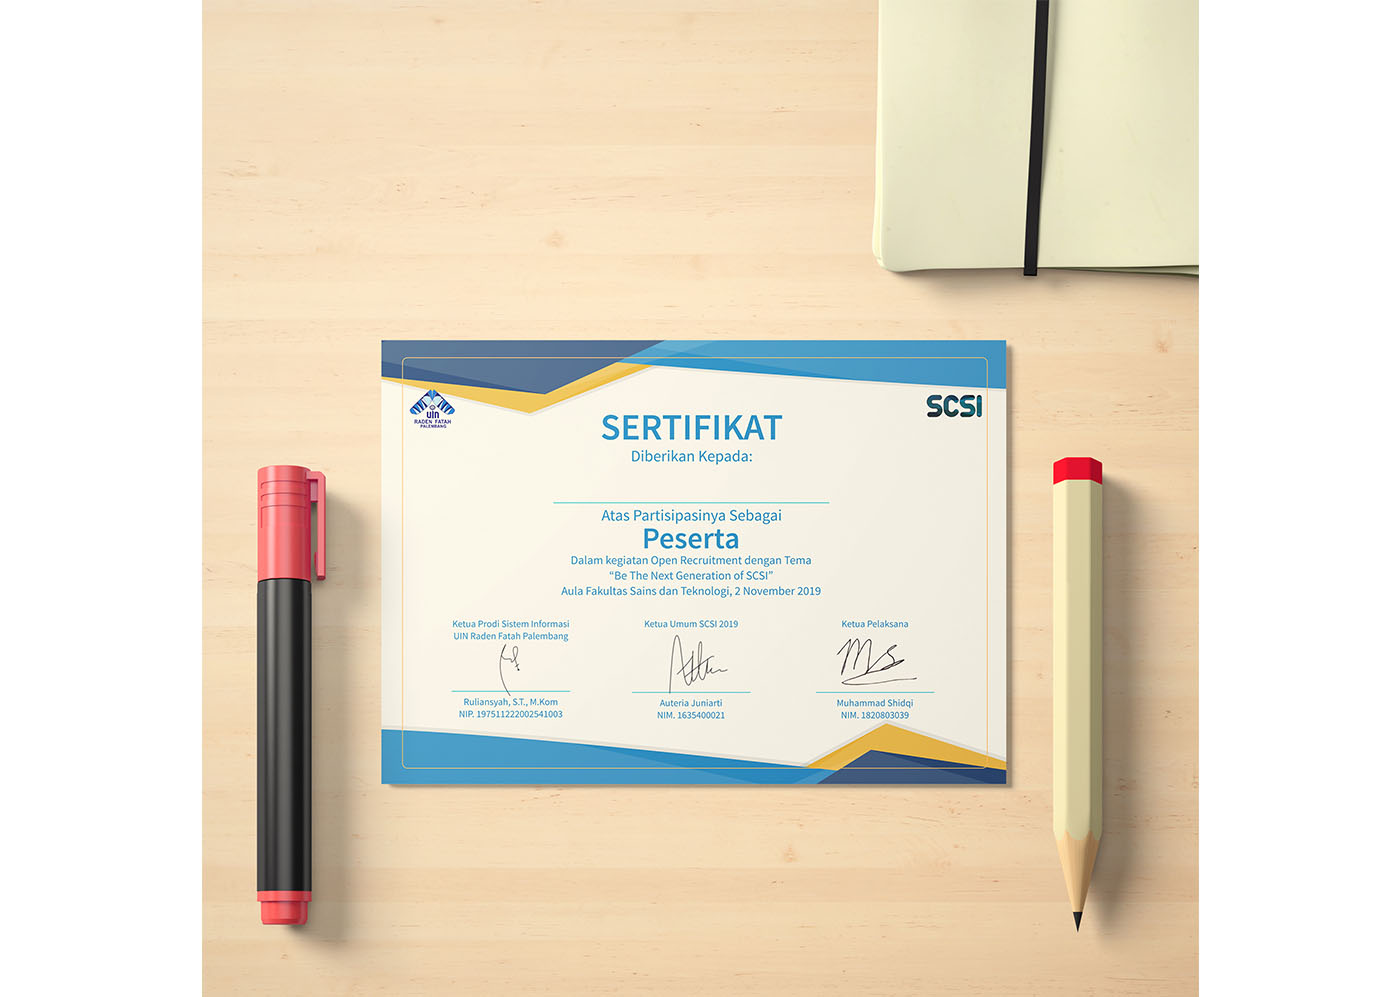 uin
RADEN FATAH
PALEMBANG
SCSI
SERTIFIKAT
Diberikan Kepada:
Atas Partisipasinya Sebagai
Peserta
Dalam kegiatan Open Recruitment dengan Tema
“Be The Next Generation of SCSI”
Aula Fakultas Sains dan Teknologi, 2 November 2019
Ketua Prodi Sistem Informasi
UIN Raden Fatah Palembang
Ruliansyah, S.T., M.Kom
NIP. 197511222002541003
Ketua Umum SCSI 2019
Auteria Juniarti
NIM. 1635400021
Ketua Pelaksana
Muhammad Shidqi
NIM. 1820803039